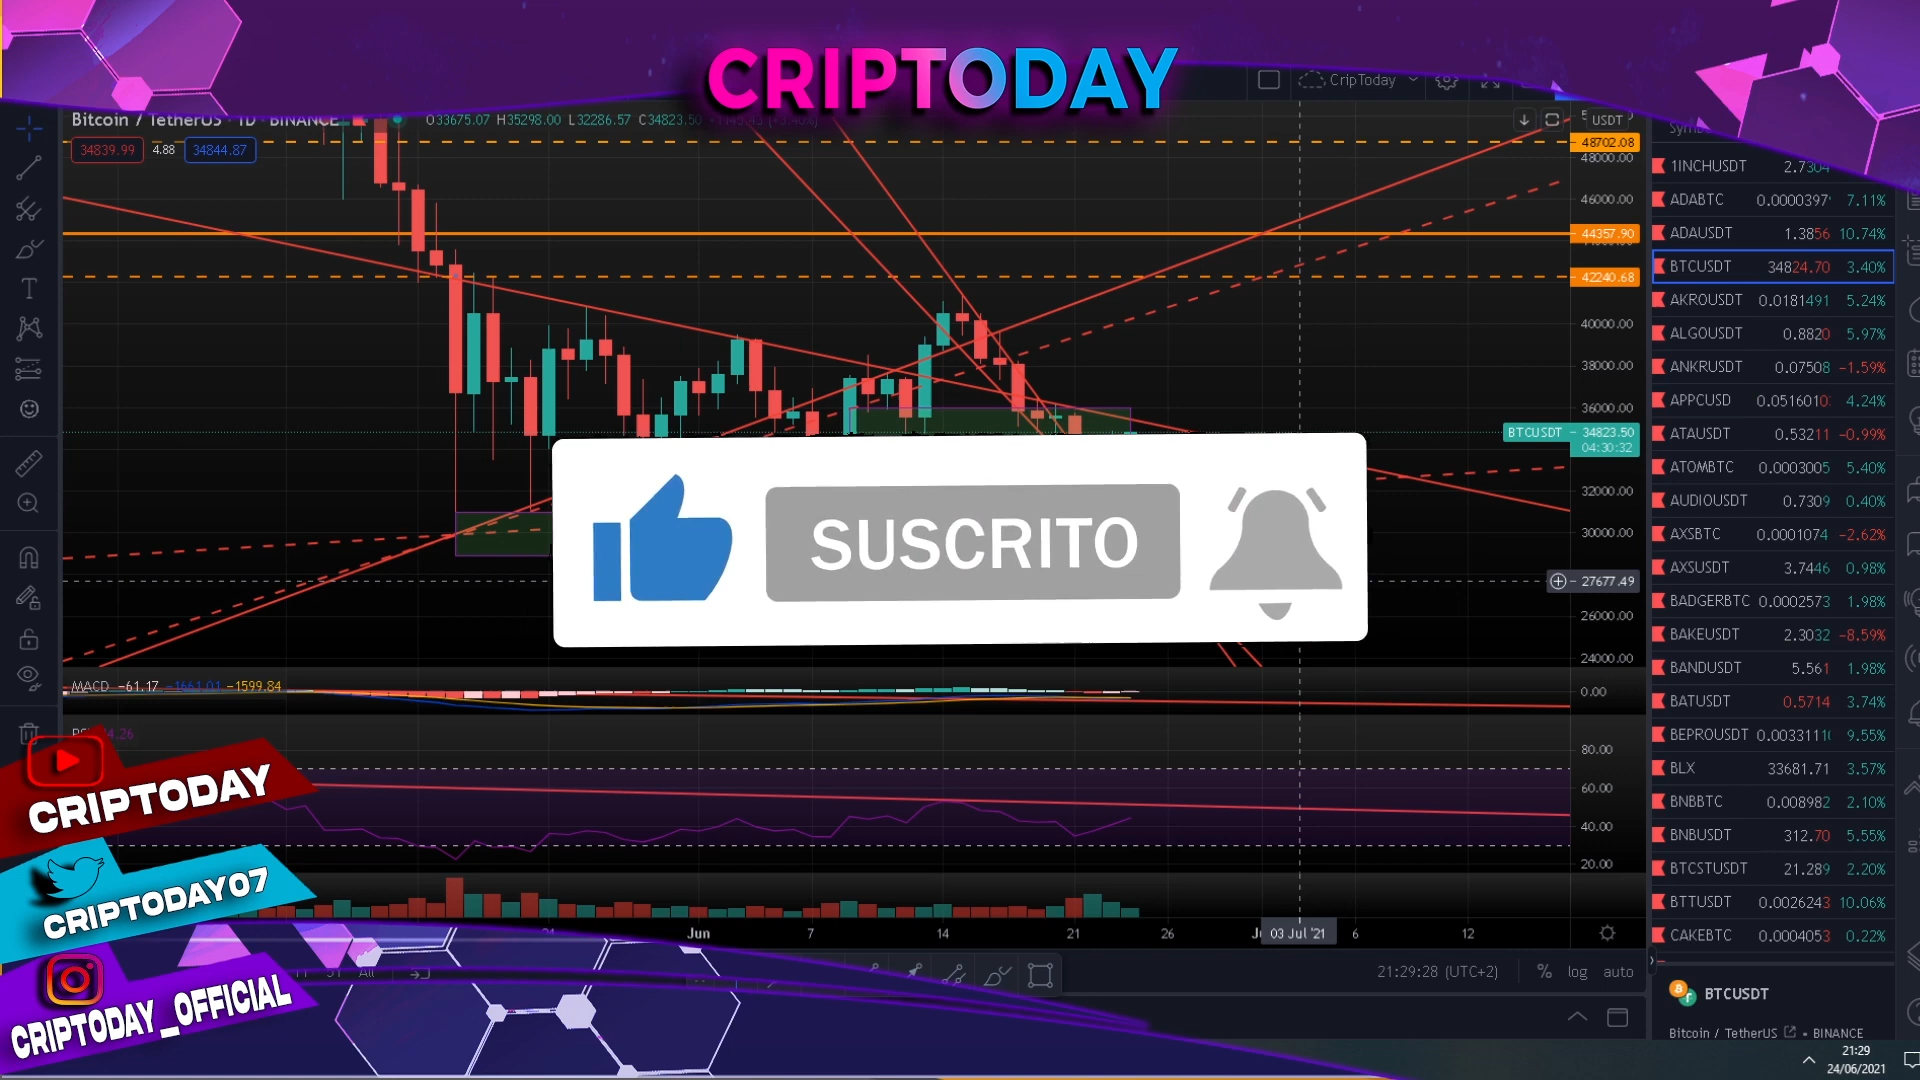 CRIPTODAY
CripToday
Bitcoin / TetherUS · 1D · BINANCE
O33675.07 H35298.00 L32286.57 C34823.50
34839.99 4.88 34844.87
USDT
48702.08
48000.00
46000.00
44357.90
42240.68
40000.00
38000.00
36000.00
BTCUSDT 34823.50
04:30:32
32000.00
30000.00
27677.49
26000.00
24000.00
SUSCRITO
MACD -61.17 -1661.01 -1599.84
0.00
80.00
60.00
40.00
20.00
Jun 7 14 21 26 03 Jul '21 6 12
All
21:29:28 (UTC+2) % log auto
1INCHUSDT 2.7304
ADABTC 0.0000397 7.11%
ADAUSDT 1.3856 10.74%
BTCUSDT 34824.70 3.40%
AKROUSDT 0.0181491 5.24%
ALGOUSDT 0.8820 5.97%
ANKRUSDT 0.07508 -1.59%
APPCUSD 0.0516010 4.24%
ATAUSDT 0.53211 -0.99%
ATOMBTC 0.0003005 5.40%
AUDIOUSDT 0.7309 0.40%
AXSBTC 0.0001074 -2.62%
AXSUSDT 3.7446 0.98%
BADGERBTC 0.0002573 1.98%
BAKEUSDT 2.3032 -8.59%
BANDUSDT 5.561 1.98%
BATUSDT 0.5714 3.74%
BEPROUSDT 0.0033111 9.55%
BLX 33681.71 3.57%
BNBBTC 0.008982 2.10%
BNBUSDT 312.70 5.55%
BTCSTUSDT 21.289 2.20%
BTTUSDT 0.0026243 10.06%
CAKEBTC 0.0004053 0.22%
BTCUSDT
Bitcoin / TetherUS BINANCE
21:29
24/06/2021
CRIPTODAY
CRIPTODAY07
CRIPTODAY_OFFICIAL